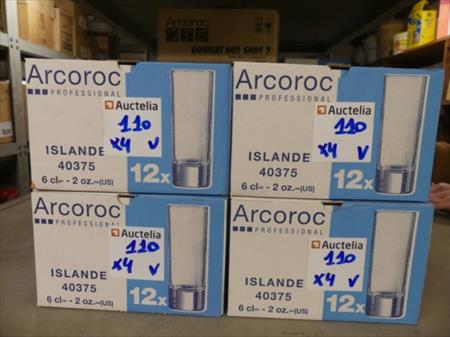 Arcoroc
GOBELET HOT SHOT 7
Arcoroc
PROFESSIONAL
Auctelia
110
x4 V
ISLANDE
40375
6 cl - 2 oz. (US)
12x
Arcoroc
PROFESSIONAL
Auctelia
110
x4 V
ISLANDE
40375
6 cl - 2 oz. (US)
12x
Arcoroc
PROFESSIONAL
Auctelia
110
x4 V
ISLANDE
40375
6 cl - 2 oz. (US)
12x
Arcoroc
PROFESSIONAL
Auctelia
110
x4 V
ISLANDE
40375
6 cl - 2 oz. (US)
12x